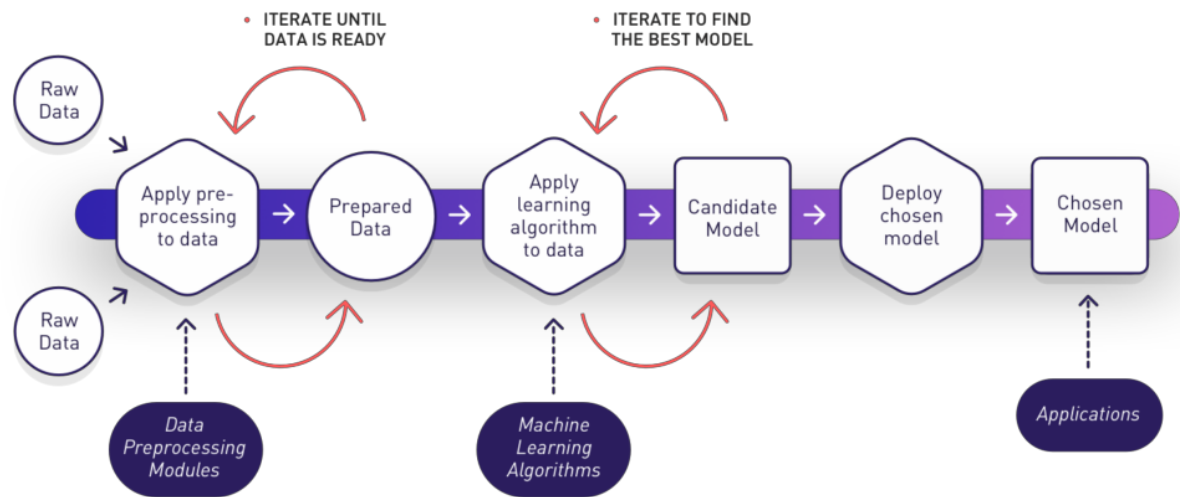 ITERATE UNTIL
DATA IS READY
ITERATE TO FIND
THE BEST MODEL
Raw
Data
Apply pre-
processing
to data
Prepared
Data
Apply
learning
algorithm
to data
Candidate
Model
Deploy
chosen
model
Chosen
Model
Raw
Data
Data
Preprocessing
Modules
Machine
Learning
Algorithms
Applications